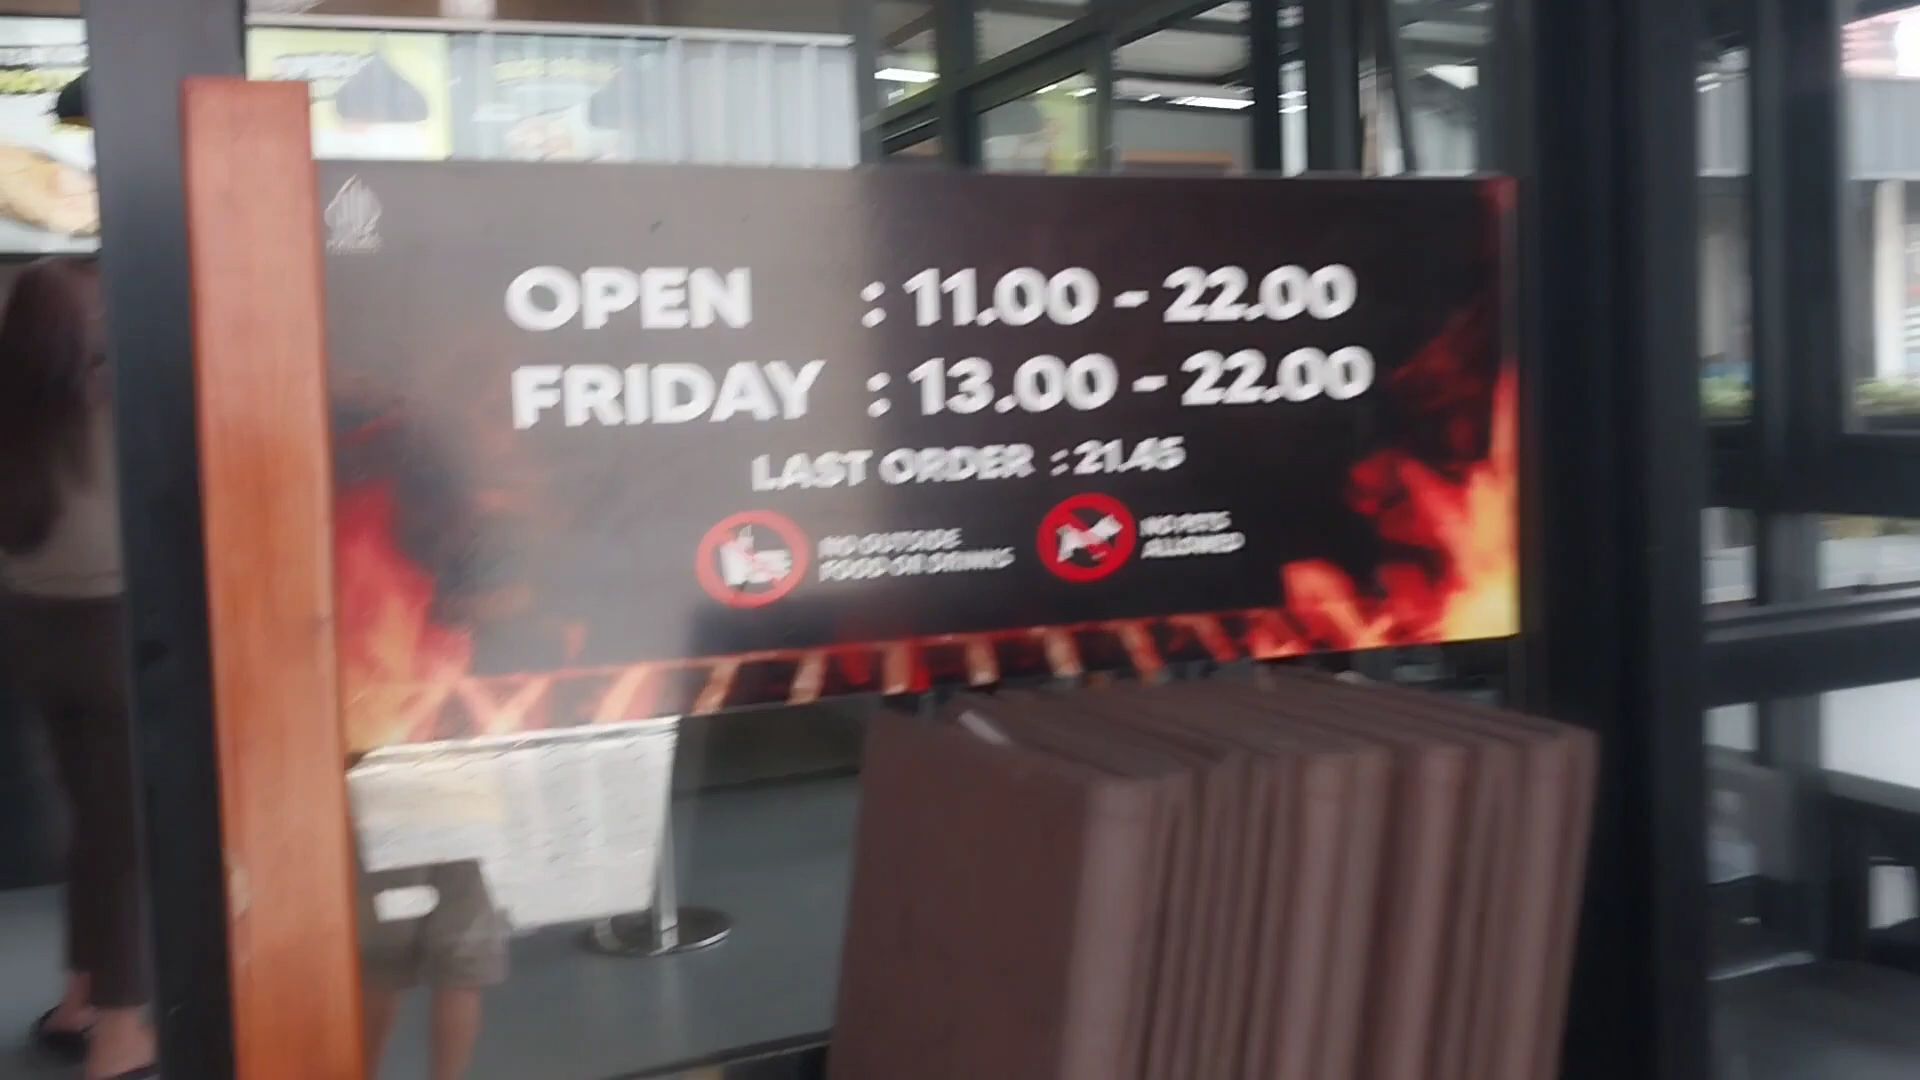 OPEN : 11.00 - 22.00
FRIDAY : 13.00 - 22.00
LAST ORDER : 21.45
NO OUTSIDE
FOOD OR DRINKS
NO PETS
ALLOWED